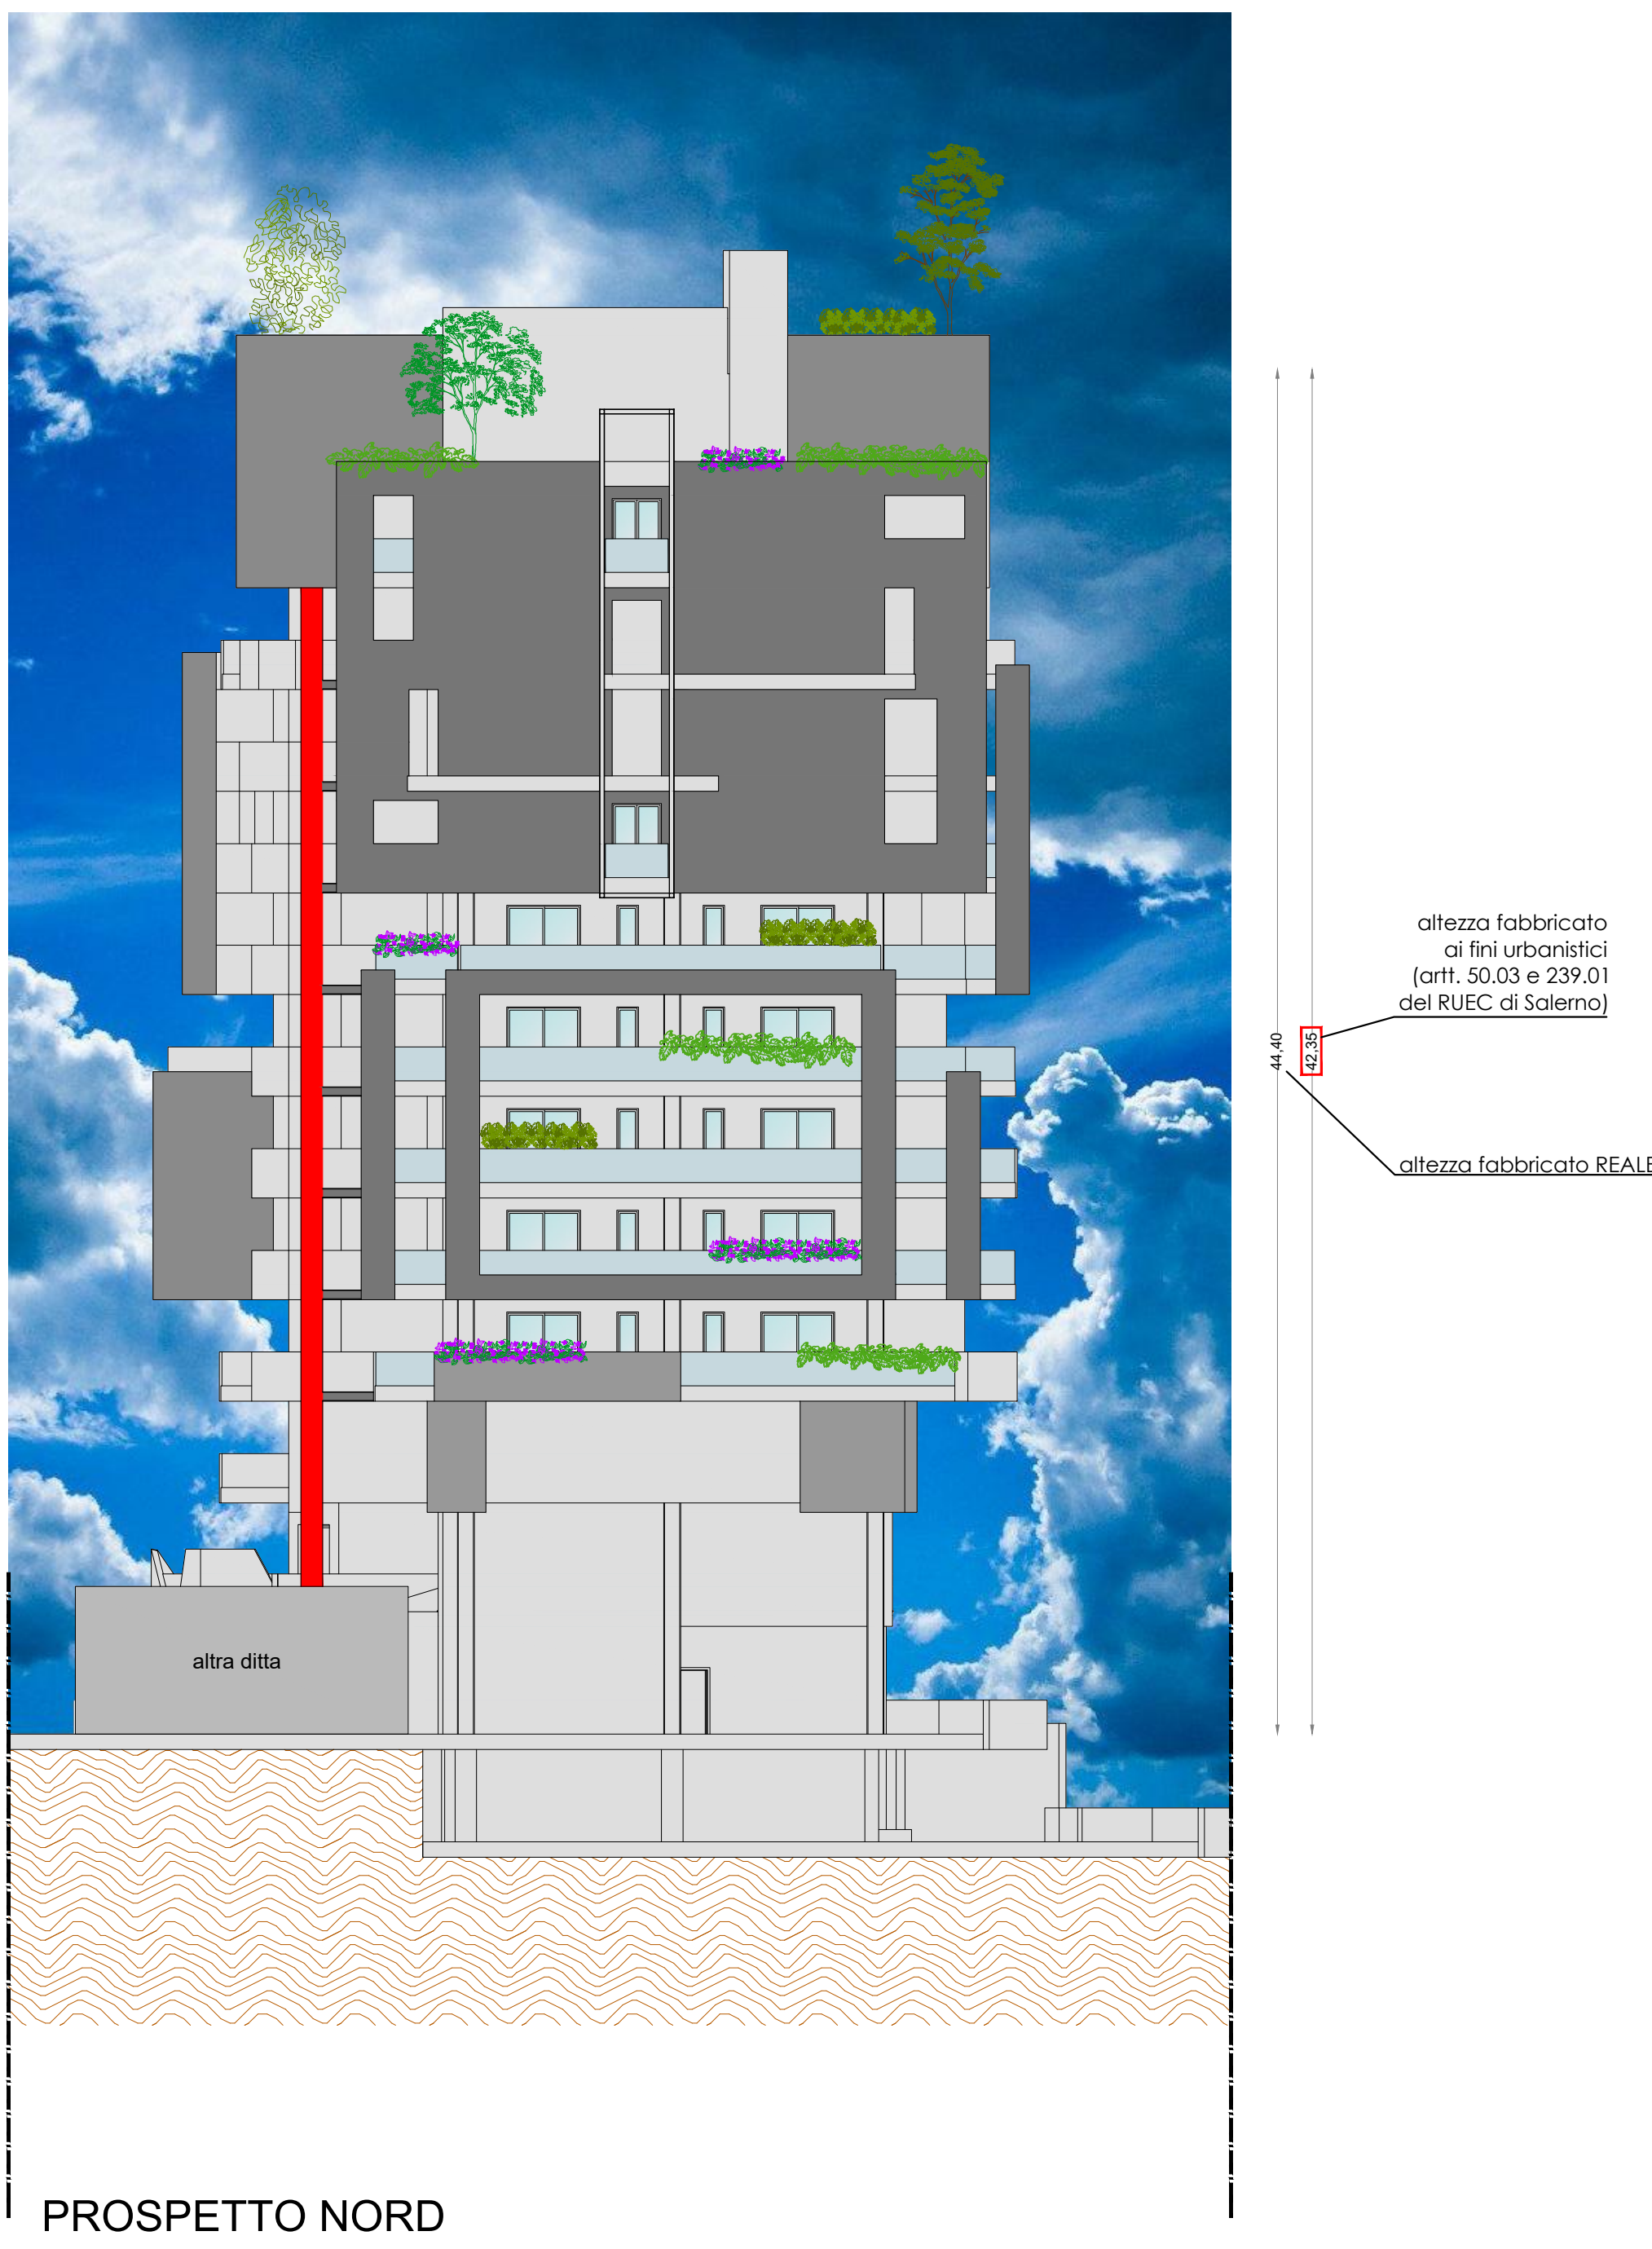 altezza fabbricato
ai fini urbanistici
(artt. 50.03 e 239.01
del RUEC di Salerno)
44,40
42,35
altezza fabbricato REALE
altra ditta
PROSPETTO NORD